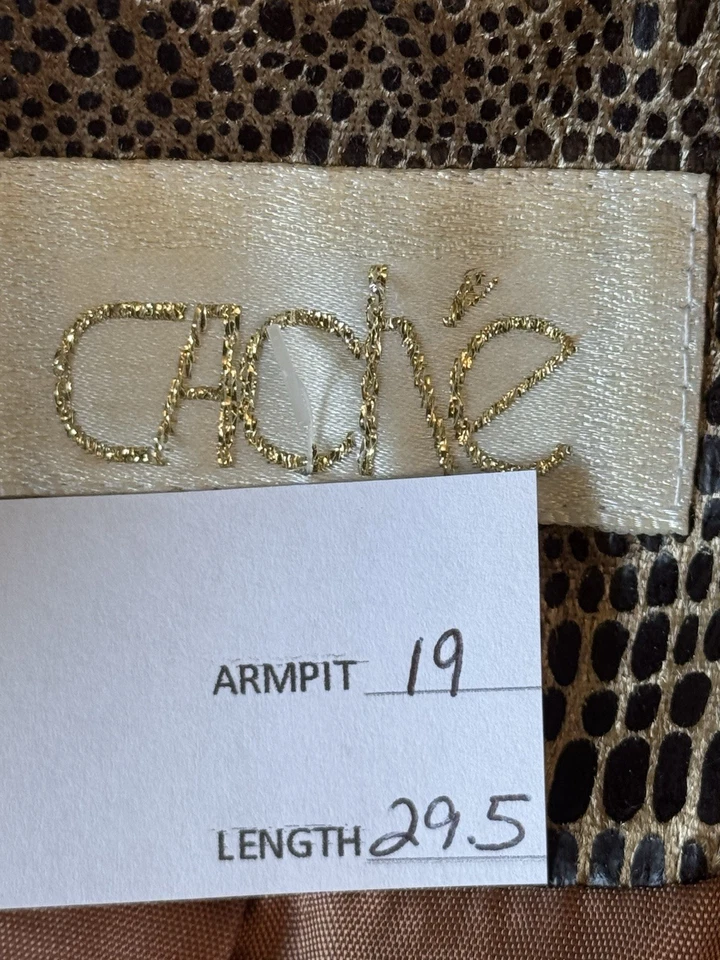 CAché
ARMPIT 19
LENGTH 29.5